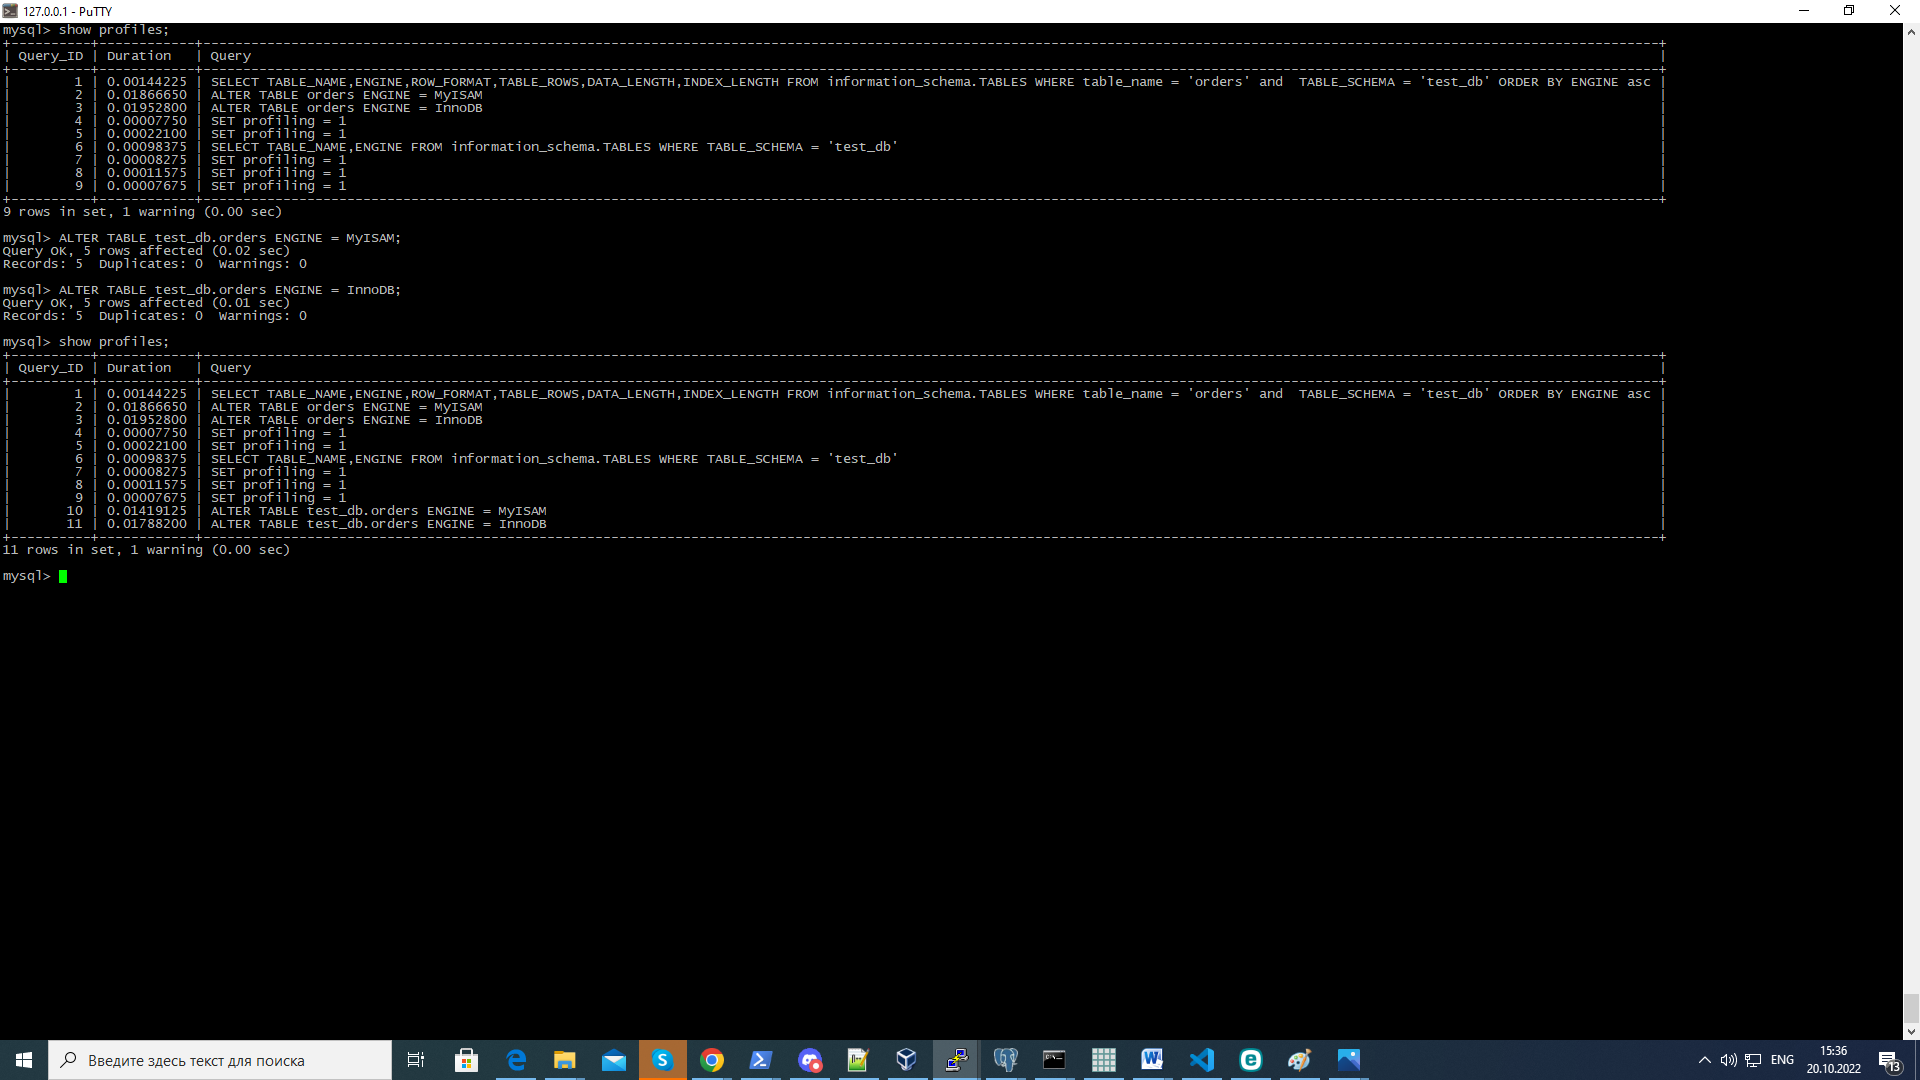 127.0.0.1 - PuTTY
mysql> show profiles;
+----------+------------+------------------------------------------------------------------------------------------------------------------------------------------------------------------------------------+
| Query_ID | Duration   | Query                                                                                                                                                                              |
+----------+------------+------------------------------------------------------------------------------------------------------------------------------------------------------------------------------------+
|        1 | 0.00144225 | SELECT TABLE_NAME,ENGINE,ROW_FORMAT,TABLE_ROWS,DATA_LENGTH,INDEX_LENGTH FROM information_schema.TABLES WHERE table_name = 'orders' and  TABLE_SCHEMA = 'test_db' ORDER BY ENGINE asc |
|        2 | 0.01866650 | ALTER TABLE orders ENGINE = MyISAM |
|        3 | 0.01952800 | ALTER TABLE orders ENGINE = InnoDB |
|        4 | 0.00007750 | SET profiling = 1 |
|        5 | 0.00022100 | SET profiling = 1 |
|        6 | 0.00098375 | SELECT TABLE_NAME,ENGINE FROM information_schema.TABLES WHERE TABLE_SCHEMA = 'test_db' |
|        7 | 0.00008275 | SET profiling = 1 |
|        8 | 0.00011575 | SET profiling = 1 |
|        9 | 0.00007675 | SET profiling = 1 |
+----------+------------+------------------------------------------------------------------------------------------------------------------------------------------------------------------------------------+
9 rows in set, 1 warning (0.00 sec)
mysql> ALTER TABLE test_db.orders ENGINE = MyISAM;
Query OK, 5 rows affected (0.02 sec)
Records: 5  Duplicates: 0  Warnings: 0
mysql> ALTER TABLE test_db.orders ENGINE = InnoDB;
Query OK, 5 rows affected (0.01 sec)
Records: 5  Duplicates: 0  Warnings: 0
mysql> show profiles;
+----------+------------+------------------------------------------------------------------------------------------------------------------------------------------------------------------------------------+
| Query_ID | Duration   | Query                                                                                                                                                                              |
+----------+------------+------------------------------------------------------------------------------------------------------------------------------------------------------------------------------------+
|        1 | 0.00144225 | SELECT TABLE_NAME,ENGINE,ROW_FORMAT,TABLE_ROWS,DATA_LENGTH,INDEX_LENGTH FROM information_schema.TABLES WHERE table_name = 'orders' and  TABLE_SCHEMA = 'test_db' ORDER BY ENGINE asc |
|        2 | 0.01866650 | ALTER TABLE orders ENGINE = MyISAM |
|        3 | 0.01952800 | ALTER TABLE orders ENGINE = InnoDB |
|        4 | 0.00007750 | SET profiling = 1 |
|        5 | 0.00022100 | SET profiling = 1 |
|        6 | 0.00098375 | SELECT TABLE_NAME,ENGINE FROM information_schema.TABLES WHERE TABLE_SCHEMA = 'test_db' |
|        7 | 0.00008275 | SET profiling = 1 |
|        8 | 0.00011575 | SET profiling = 1 |
|        9 | 0.00007675 | SET profiling = 1 |
|       10 | 0.01419125 | ALTER TABLE test_db.orders ENGINE = MyISAM |
|       11 | 0.01788200 | ALTER TABLE test_db.orders ENGINE = InnoDB |
+----------+------------+------------------------------------------------------------------------------------------------------------------------------------------------------------------------------------+
11 rows in set, 1 warning (0.00 sec)
mysql>
Введите здесь текст для поиска
ENG
15:36
20.10.2022
13